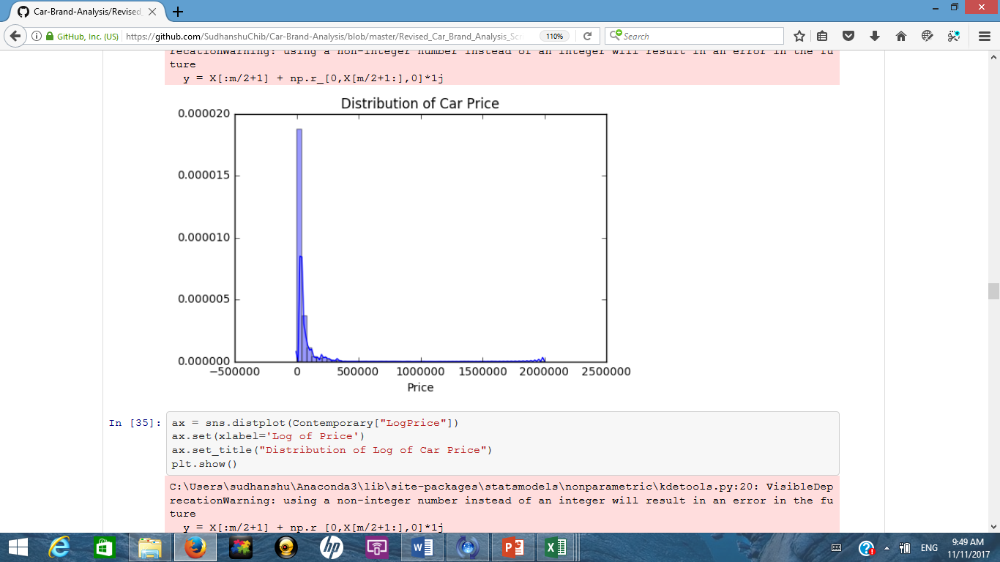 Car-Brand-Analysis/Revised_
GitHub, Inc. (US)
https://github.com/SudhanshuChib/Car-Brand-Analysis/blob/master/Revised_Car_Brand_Analysis_Scr
110%
Search
recationWarning: using a non-integer number instead of an integer will result in an error in the fu
ture
y = X[:m/2+1] + np.r_[0,X[m/2+1:],0]*1j
Distribution of Car Price
0.000020
0.000015
0.000010
0.000005
0.000000
−500000 0 500000 1000000 1500000 2000000 2500000
Price
In [35]:
ax = sns.distplot(Contemporary["LogPrice"])
ax.set(xlabel='Log of Price')
ax.set_title("Distribution of Log of Car Price")
plt.show()
C:\Users\sudhanshu\Anaconda3\lib\site-packages\statsmodels\nonparametric\kdetools.py:20: VisibleDep
recationWarning: using a non-integer number instead of an integer will result in an error in the fu
ture
y = X[:m/2+1] + np.r_[0,X[m/2+1:],0]*1j
ENG
9:49 AM
11/11/2017